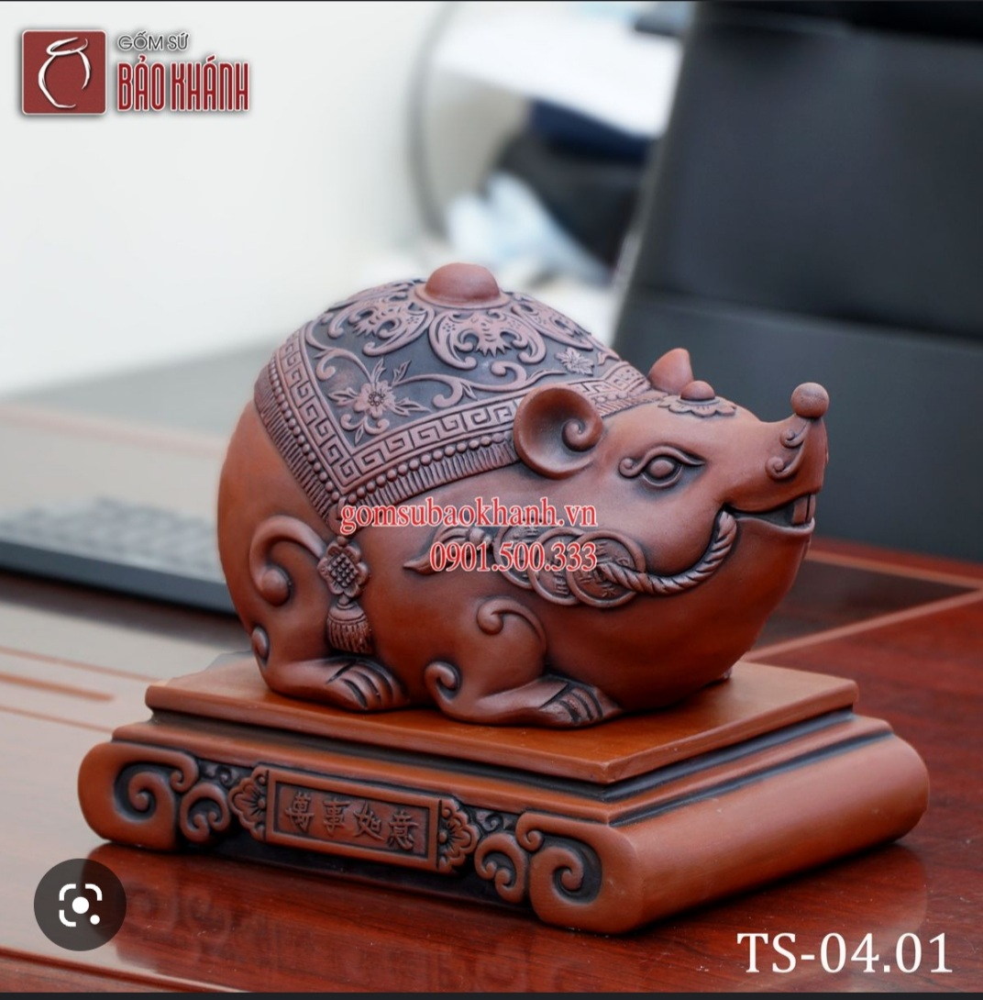 GỐM SỨ
BẢO KHÁNH
gomsubaokhanh.vn
0901.500.333
萬事如意
TS-04.01